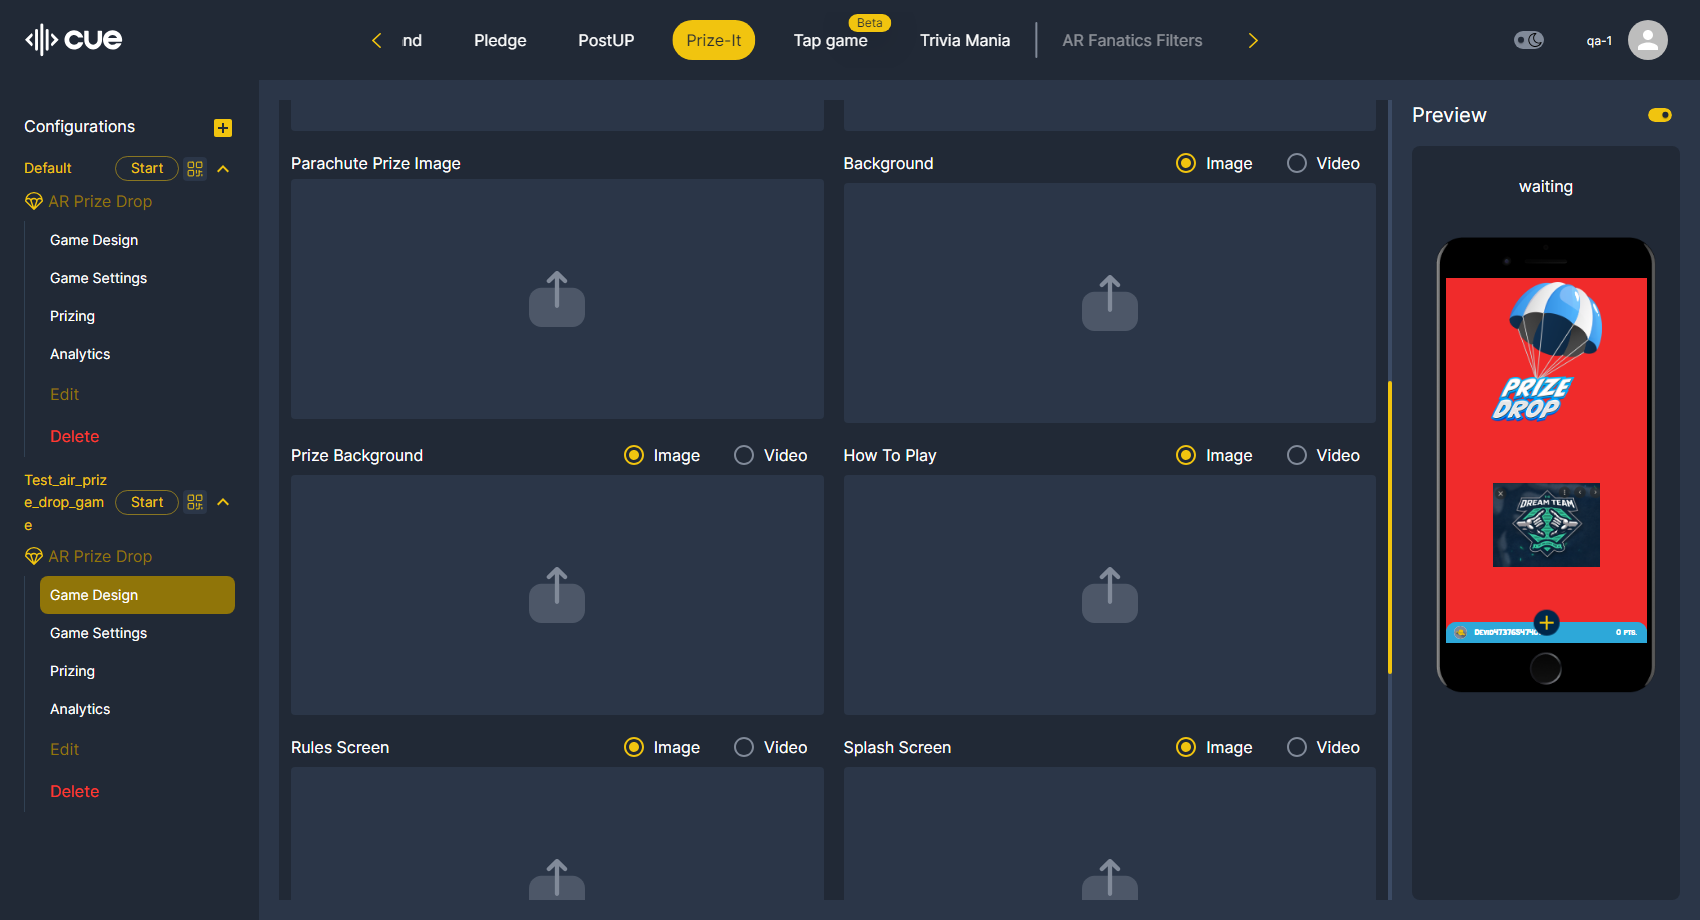 cue
nd
Pledge
PostUP
Prize-It
Beta
Tap game
Trivia Mania
AR Fanatics Filters
qa-1
Configurations
Default
Start
AR Prize Drop
Game Design
Game Settings
Prizing
Analytics
Edit
Delete
Test_air_priz
e_drop_gam
e
Start
AR Prize Drop
Game Design
Game Settings
Prizing
Analytics
Edit
Delete
Parachute Prize Image
Background
Image
Video
Prize Background
Image
Video
How To Play
Image
Video
Rules Screen
Image
Video
Splash Screen
Image
Video
Preview
waiting
PRIZE
DROP
DREAM TEAM
0 PTS.